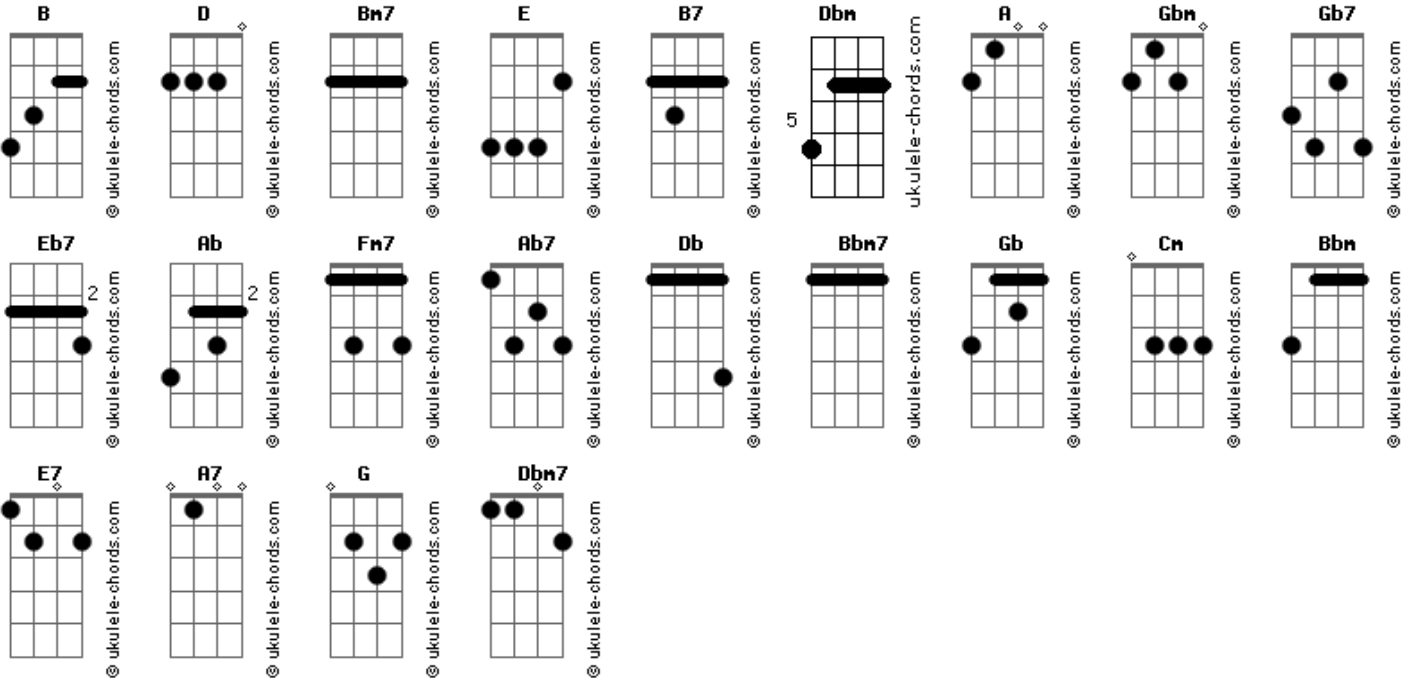 B D Bm7 E B7 Dbm A Gbm Gb7
© ukulele-chords.com © ukulele-chords.com © ukulele-chords.com © ukulele-chords.com © ukulele-chords.com 5 ukulele-chords.com © ukulele-chords.com © ukulele-chords.com © ukulele-chords.com
Eb7 Ab Fm7 Ab7 Db Bbm7 Gb Cm Bbm
2 © ukulele-chords.com 2 © ukulele-chords.com © ukulele-chords.com © ukulele-chords.com © ukulele-chords.com © ukulele-chords.com © ukulele-chords.com © ukulele-chords.com © ukulele-chords.com
E7 A7 G Dbm7
© ukulele-chords.com © ukulele-chords.com © ukulele-chords.com © ukulele-chords.com